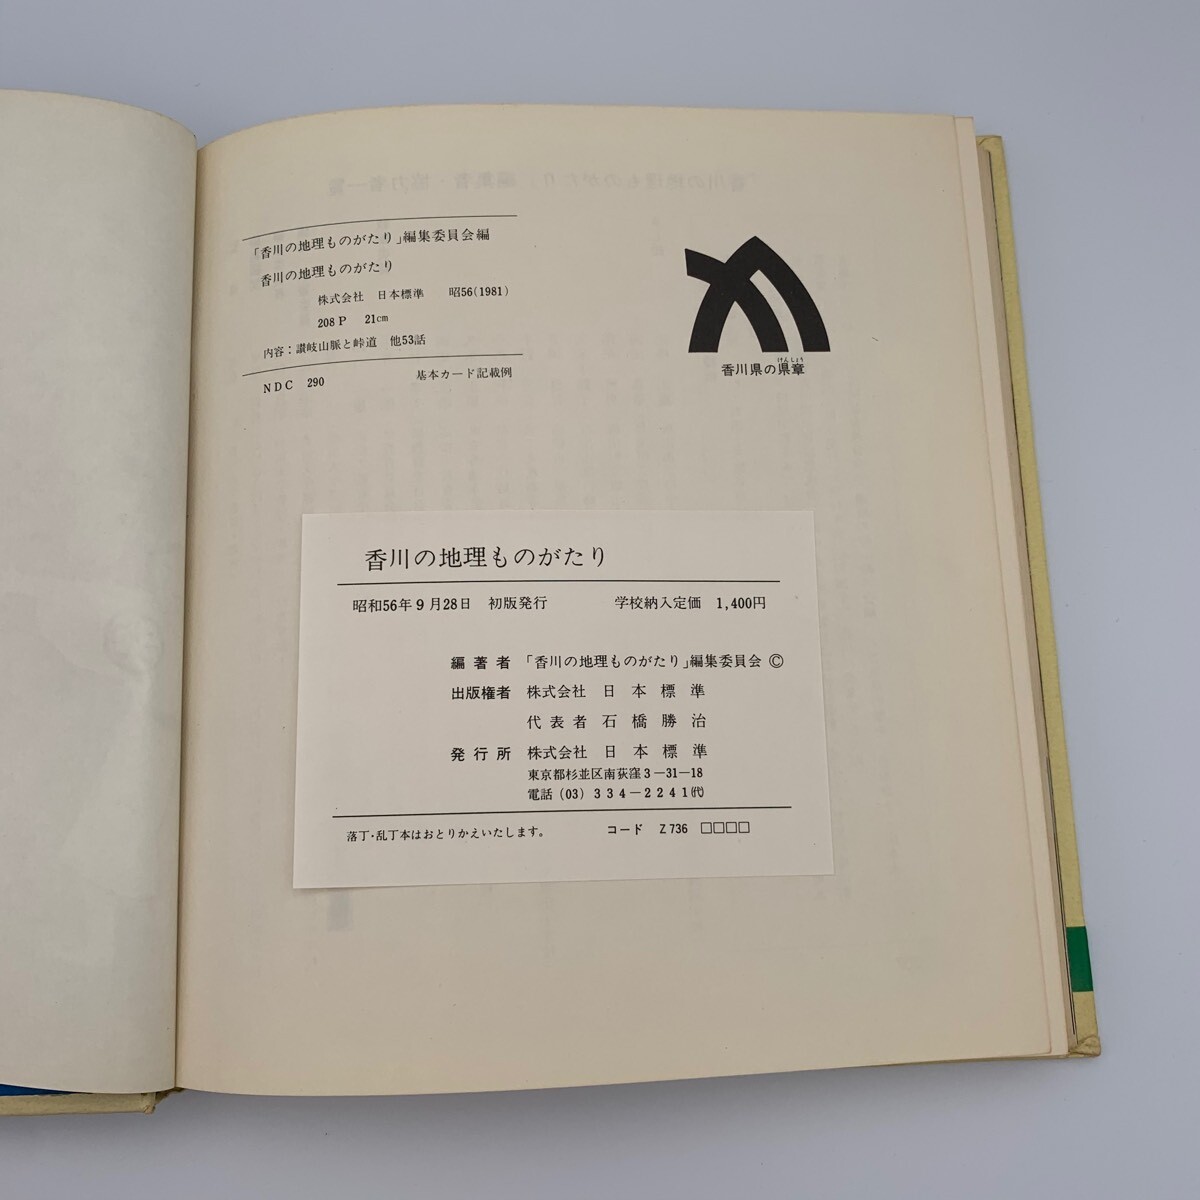 「香川の地理ものがたり」編集委員会編
香川の地理ものがたり
株式会社 日本標準 昭56(1981)
208P 21cm
内容:讃岐山脈と峠道 他53話
NDC 290 基本カード記載例
けんしょう
香川県の県章
香川の地理ものがたり
昭和56年9月28日 初版発行 学校納入定価 1,400円
編著者 「香川の地理ものがたり」編集委員会 ©
出版権者 株式会社 日本標準
代表者 石橋勝治
発行所 株式会社 日本標準
東京都杉並区南荻窪3-31-18
電話(03)334-2241(代)
落丁・乱丁本はおとりかえいたします。 コード Z736 □□□□